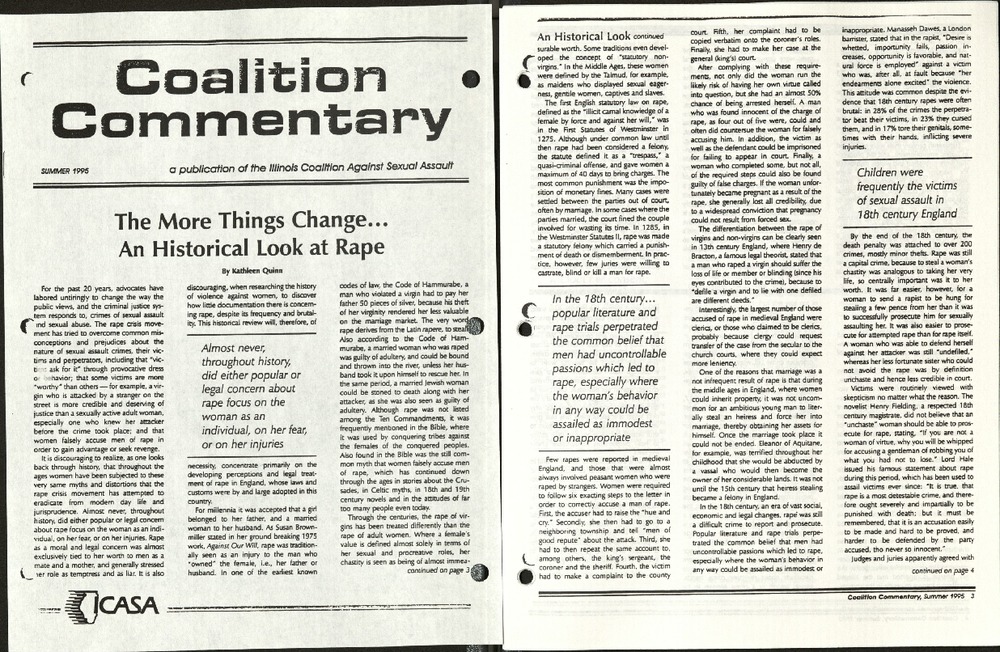 Coalition
Commentary
SUMMER 1995
a publication of the Illinois Coalition Against Sexual Assault
The More Things Change...
An Historical Look at Rape
By Kathleen Quinn
For the past 20 years, advocates have
labored untiringly to change the way the
public views, and the criminal justice sys-
tem responds to, crimes of sexual assault
and sexual abuse. The rape crisis move-
ment has tried to overcome common mis-
conceptions and prejudices about the
nature of sexual assault crimes, their vic-
tims and perpetrators, including that "vic-
tims ask for it" through provocative dress
or behavior; that some victims are more
"worthy" than others — for example, a vir-
gin who is attacked by a stranger on the
street is more credible and deserving of
justice than a sexually active adult woman,
especially one who knew her attacker
before the crime took place; and that
women falsely accuse men of rape in
order to gain advantage or seek revenge.
It is discouraging to realize, as one looks
back through history, that throughout the
ages women have been subjected to these
very same myths and distortions that the
rape crisis movement has attempted to
eradicate from modern day life and
jurisprudence. Almost never, throughout
history, did either popular or legal concern
about rape focus on the woman as an indi-
vidual, on her fear, or on her injuries. Rape
as a moral and legal concern was almost
exclusively tied to her worth to men as a
mate and a mother, and generally stressed
her role as temptress and as liar. It is also
discouraging, when researching the history
of violence against women, to discover
how little documentation there is concern-
ing rape, despite its frequency and brutal-
ity. This historical review will, therefore, of
Almost never,
throughout history,
did either popular or
legal concern about
rape focus on the
woman as an
individual, on her fear,
or on her injuries
necessity, concentrate primarily on the
developing perceptions and legal treat-
ment of rape in England, whose laws and
customs were by and large adopted in this
country.
For millennia it was accepted that a girl
belonged to her father, and a married
woman to her husband. As Susan Brown-
miller stated in her ground breaking 1975
work, Against Our Will, rape was tradition-
ally seen as an injury to the man who
"owned" the female, i.e., her father or
husband. In one of the earliest known
codes of law, the Code of Hammurabe, a
man who violated a virgin had to pay her
father 50 pieces of silver, because his theft
of her virginity rendered her less valuable
on the marriage market. The very word
rape derives from the Latin rapere, to steal.
Also according to the Code of Ham-
murabe, a married woman who was raped
was guilty of adultery, and could be bound
and thrown into the river, unless her hus-
band took it upon himself to rescue her. In
the same period, a married Jewish woman
could be stoned to death along with her
attacker, as she was also seen as guilty of
adultery. Although rape was not listed
among the Ten Commandments, it was
frequently mentioned in the Bible, where
it was used by conquering tribes against
the females of the conquered peoples.
Also found in the Bible was the still com-
mon myth that women falsely accuse men
of rape, which has continued down
through the ages in stories about the Cru-
sades, in Celtic myths, in 18th and 19th
century novels and in the attitudes of far
too many people even today.
Through the centuries, the rape of vir-
gins has been treated differently than the
rape of adult women. Where a female's
value is defined almost solely in terms of
her sexual and procreative roles, her
chastity is seen as being of almost immea-
continued on page 3
ICASA
An Historical Look continued
surable worth. Some traditions even devel-
oped the concept of "statutory non-
virgins." In the Middle Ages, these women
were defined by the Talmud, for example,
as maidens who displayed sexual eager-
ness, gentile women, captives and slaves.
The first English statutory law on rape,
defined as the "illicit carnal knowledge of a
female by force and against her will," was
in the First Statutes of Westminster in
1275. Although under common law until
then rape had been considered a felony,
the statute defined it as a "trespass," a
quasi-criminal offense, and gave women a
maximum of 40 days to bring charges. The
most common punishment was the impo-
sition of monetary fines. Many cases were
settled between the parties out of court,
often by marriage. In some cases where the
parties married, the court fined the couple
involved for wasting its time. In 1285, in
the Westminster Statutes II, rape was made
a statutory felony which carried a punish-
ment of death or dismemberment. In prac-
tice, however, few juries were willing to
castrate, blind or kill a man for rape.
In the 18th century...
popular literature and
rape trials perpetrated
the common belief that
men had uncontrollable
passions which led to
rape, especially where
the woman's behavior
in any way could be
assailed as immodest
or inappropriate
Few rapes were reported in medieval
England, and those that were almost
always involved peasant women who were
raped by strangers. Women were required
to follow six exacting steps to the letter in
order to correctly accuse a man of rape.
First, the accuser had to raise the "hue and
cry." Secondly, she then had to go to a
neighboring township and tell "men of
good repute" about the attack. Third, she
had to then repeat the same account to,
among others, the king's sergeant, the
coroner and the sheriff. Fourth, the victim
had to make a complaint to the county
court. Fifth, her complaint had to be
copied verbatim onto the coroner's roles.
Finally, she had to make her case at the
general (king's) court.
After complying with these require-
ments, not only did the woman run the
likely risk of having her own virtue called
into question, but she had an almost 50%
chance of being arrested herself. A man
who was found innocent of the charge of
rape, as four out of five were, could and
often did countersue the woman for falsely
accusing him. In addition, the victim as
well as the defendant could be imprisoned
for failing to appear in court. Finally, a
woman who completed some, but not all,
of the required steps could also be found
guilty of false charges. If the woman unfor-
tunately became pregnant as a result of the
rape, she generally lost all credibility, due
to a widespread conviction that pregnancy
could not result from forced sex.
The differentiation between the rape of
virgins and non-virgins can be clearly seen
in 13th century England, where Henry de
Bracton, a famous legal theorist, stated that
a man who raped a virgin should suffer the
loss of life or member or blinding (since his
eyes contributed to the crime), because to
"defile a virgin and to lie with one defiled
are different deeds."
Interestingly, the largest number of those
accused of rape in medieval England were
clerics, or those who claimed to be clerics,
probably because clergy could request
transfer of the case from the secular to the
church courts, where they could expect
more leniency.
One of the reasons that marriage was a
not infrequent result of rape is that during
the middle ages in England, where women
could inherit property, it was not uncom-
mon for an ambitious young man to liter-
ally steal an heiress and force her into
marriage, thereby obtaining her assets for
himself. Once the marriage took place it
could not be ended. Eleanor of Aquitane,
for example, was terrified throughout her
childhood that she would be abducted by
a vassal who would then become the
owner of her considerable lands. It was not
until the 15th century that heiress stealing
became a felony in England.
In the 18th century, an era of vast social,
economic and legal changes, rape was still
a difficult crime to report and prosecute.
Popular literature and rape trials perpe-
trated the common belief that men had
uncontrollable passions which led to rape,
especially where the woman's behavior in
any way could be assailed as immodest or
inappropriate. Manasseh Dawes, a London
barrister, stated that in the rapist, "Desire is
whetted, importunity fails, passion in-
creases, opportunity is favorable, and nat-
ural force is employed" against a victim
who was, after all, at fault because "her
endearments alone excited" the violence.
This attitude was common despite the evi-
dence that 18th century rapes were often
brutal: in 28% of the crimes the perpetra-
tor beat their victims, in 23% they cursed
them, and in 17% tore their genitals, some-
times with their hands, inflicting severe
injuries.
Children were
frequently the victims
of sexual assault in
18th century England
By the end of the 18th century, the
death penalty was attached to over 200
crimes, mostly minor thefts. Rape was still
a capital crime, because to steal a woman's
chastity was analogous to taking her very
life, so centrally important was it to her
worth. It was far easier, however, for a
woman to send a rapist to be hung for
stealing a few pence from her than it was
to successfully prosecute him for sexually
assaulting her. It was also easier to prose-
cute for attempted rape than for rape itself.
A woman who was able to defend herself
against her attacker was still "undefiled,"
whereas her less fortunate sister who could
not avoid the rape was by definition
unchaste and hence less credible in court.
Victims were routinely viewed with
skepticism no matter what the reason. The
novelist Henry Fielding, a respected 18th
century magistrate, did not believe that an
"unchaste" woman should be able to pros-
ecute for rape, stating, "If you are not a
woman of virtue, why you will be whipped
for accusing a gentleman of robbing you of
what you had not to lose." Lord Hale
issued his famous statement about rape
during this period, which has been used to
assail victims ever since: "It is true, that
rape is a most detestable crime, and there-
fore ought severely and impartially to be
punished with death; but it must be
remembered, that it is an accusation easily
to be made and hard to be proved, and
harder to be defended by the party
accused, tho never so innocent."
Judges and juries apparently agreed with
continued on page 4
Coalition Commentary, Summer 1995 3